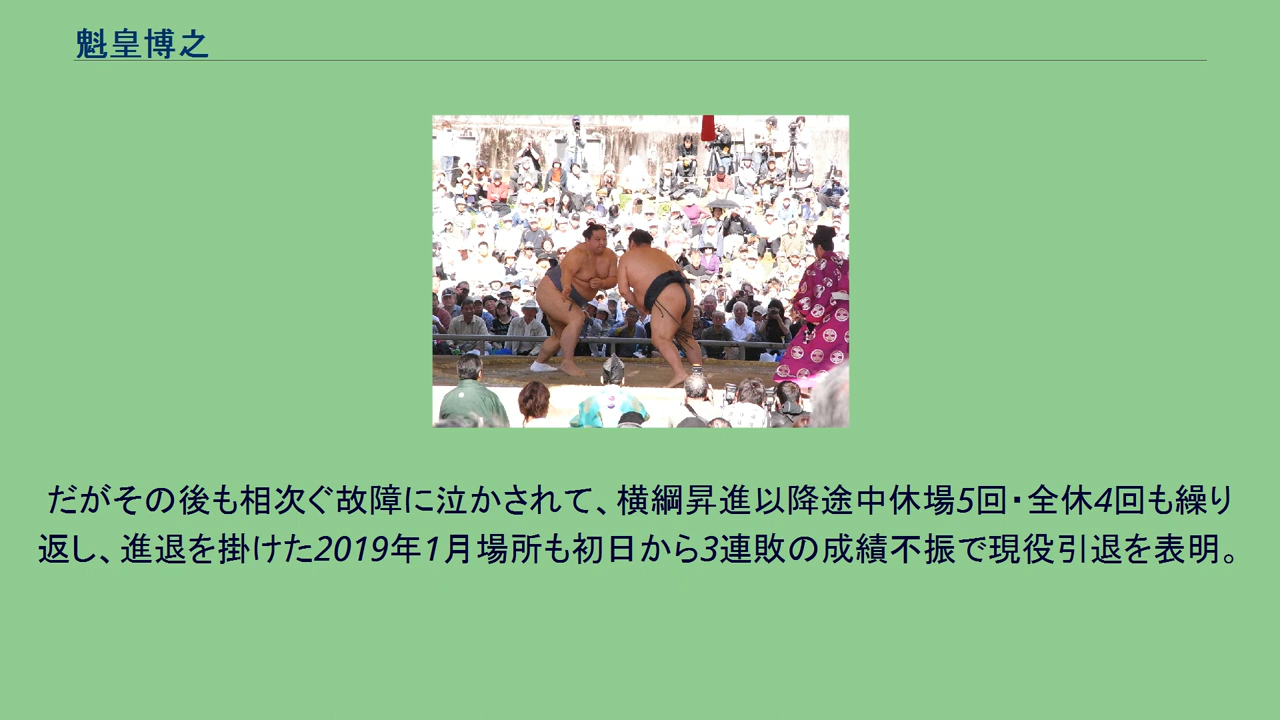 魁皇博之
だがその後も相次ぐ故障に泣かされて、横綱昇進以降途中休場5回・全休4回も繰り
返し、進退を掛けた2019年1月場所も初日から3連敗の成績不振で現役引退を表明。